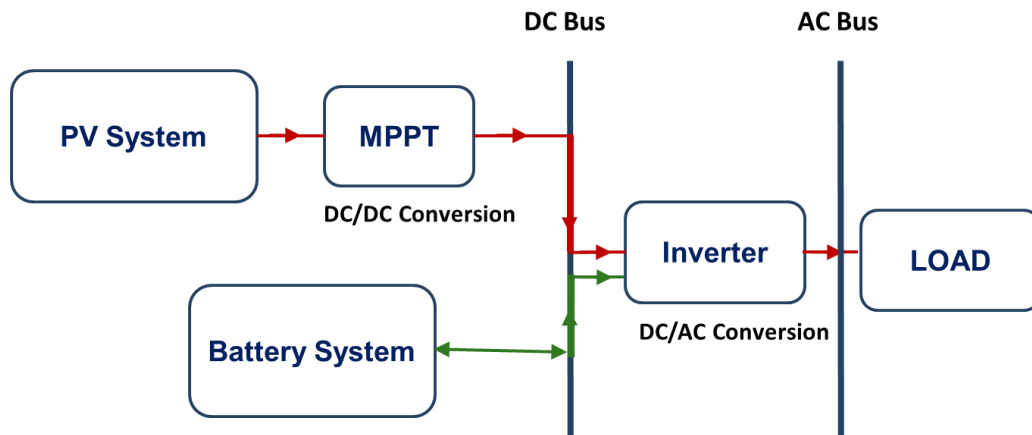 DC Bus
AC Bus
PV System
MPPT
DC/DC Conversion
Inverter
LOAD
DC/AC Conversion
Battery System